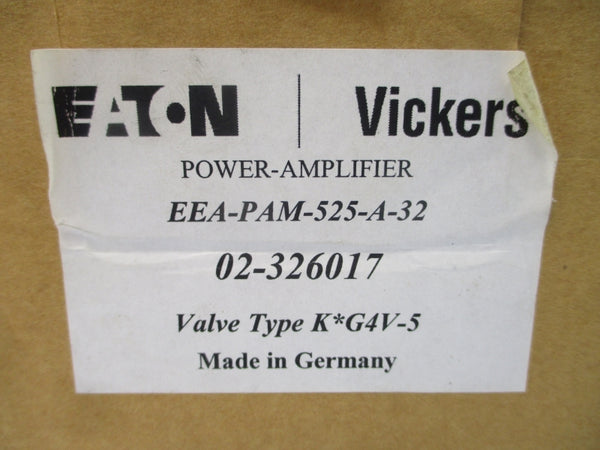 EATON | Vickers
POWER-AMPLIFIER
EEA-PAM-525-A-32
02-326017
Valve Type K*G4V-5
Made in Germany